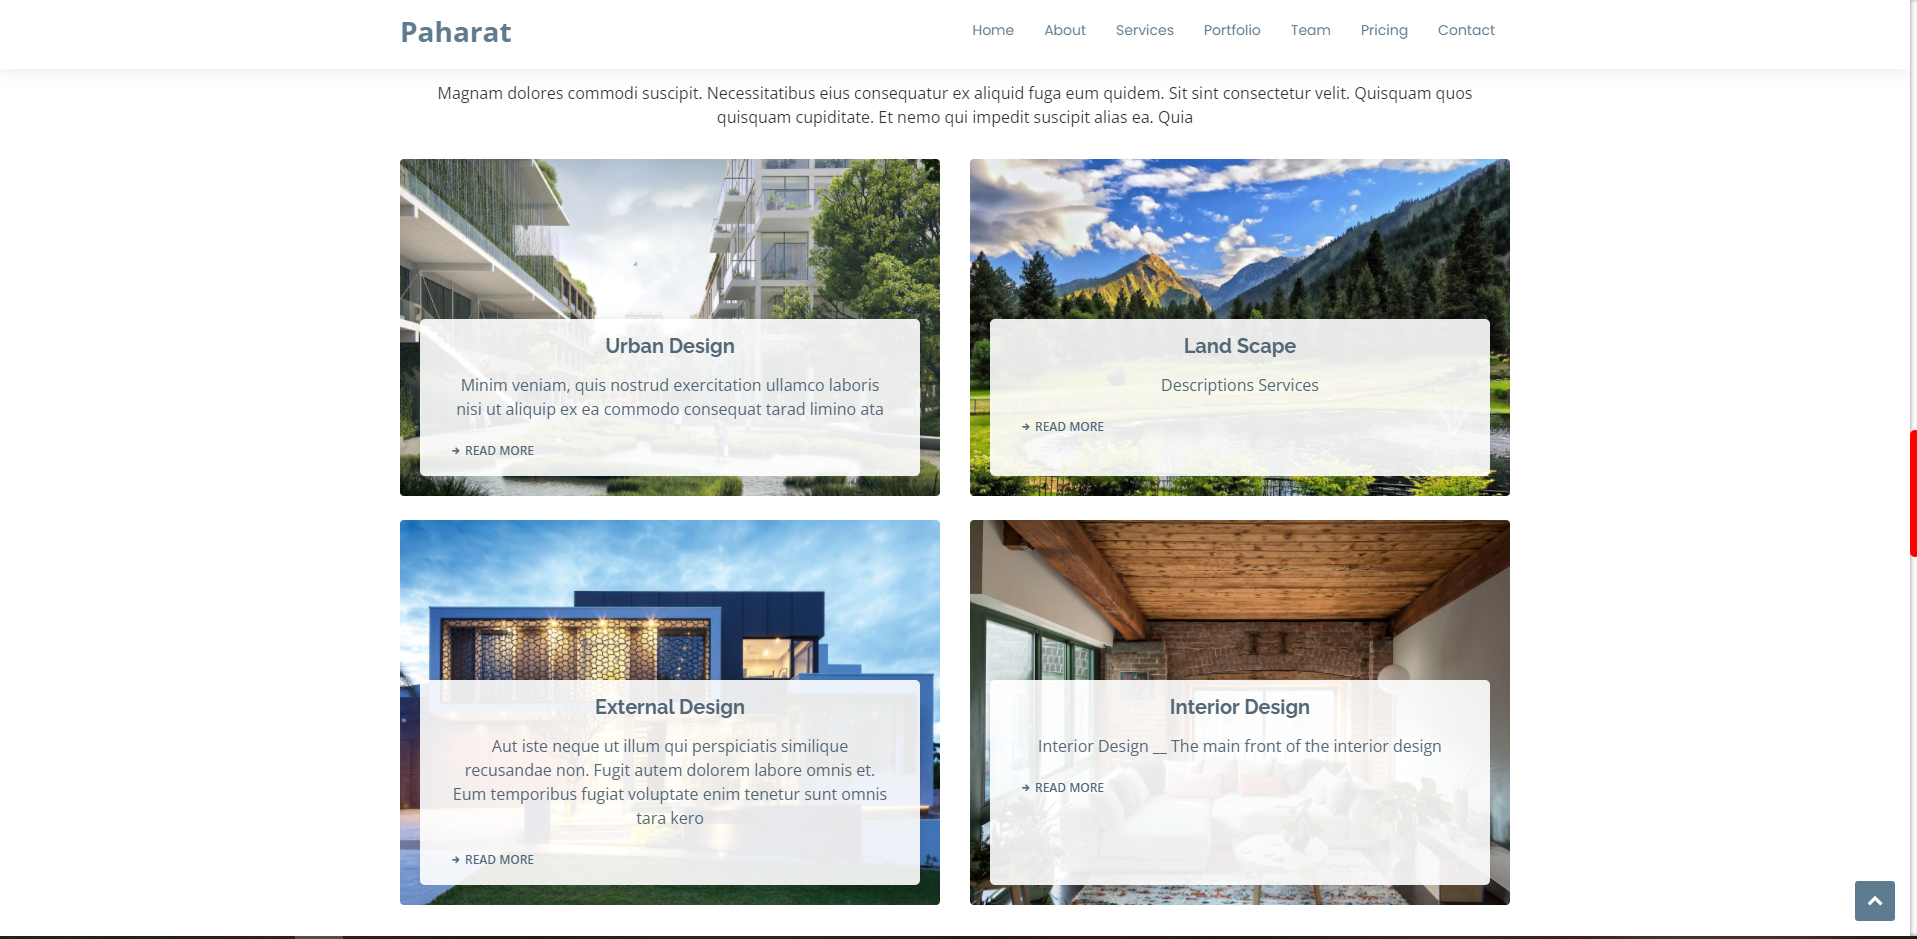 Paharat
Home About Services Portfolio Team Pricing Contact
Magnam dolores commodi suscipit. Necessitatibus eius consequatur ex aliquid fuga eum quidem. Sit sint consectetur velit. Quisquam quos
quisquam cupiditate. Et nemo qui impedit suscipit alias ea. Quia
Urban Design
Minim veniam, quis nostrud exercitation ullamco laboris
nisi ut aliquip ex ea commodo consequat tarad limino ata
READ MORE
Land Scape
Descriptions Services
READ MORE
External Design
Aut iste neque ut illum qui perspiciatis similique
recusandae non. Fugit autem dolorem labore omnis et.
Eum temporibus fugiat voluptate enim tenetur sunt omnis
tara kero
READ MORE
Interior Design
Interior Design __ The main front of the interior design
READ MORE